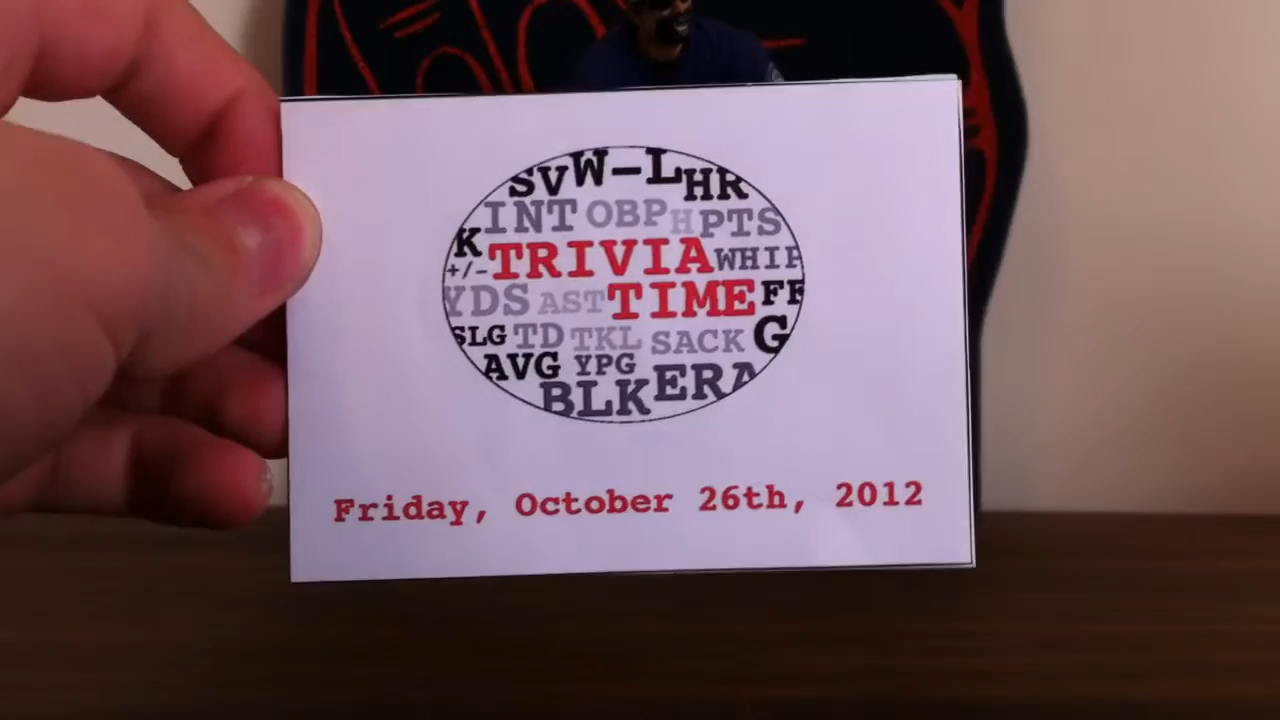 SV W-L HR
INT OBP H PTS
K TRIVIA WHIP
+/-
YDS AST TIME FF
SLG TD TKL SACK G
AVG YPG
BLK ERA
Friday, October 26th, 2012